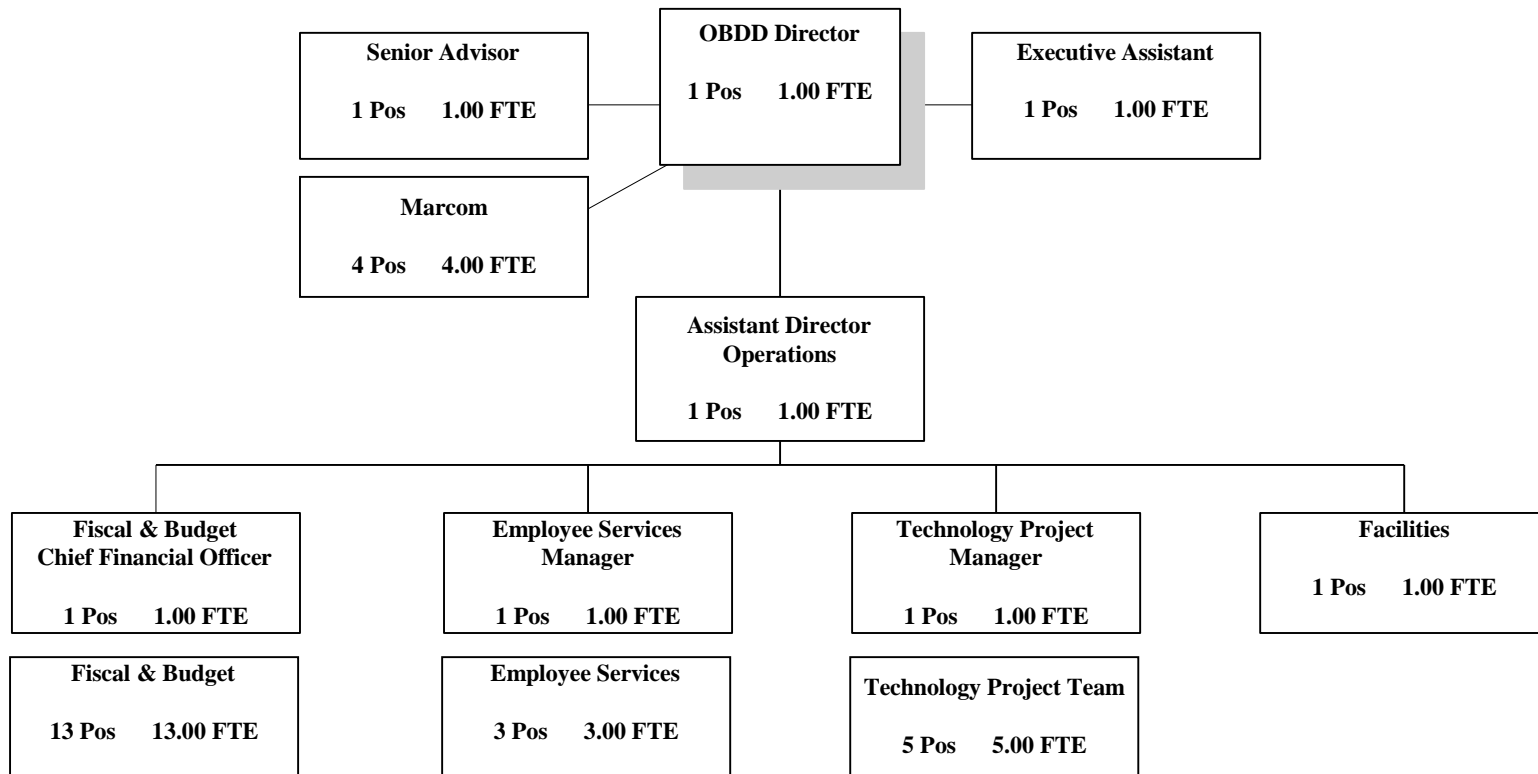 OBDD Director
1 Pos 1.00 FTE
Senior Advisor
1 Pos 1.00 FTE
Executive Assistant
1 Pos 1.00 FTE
Marcom
4 Pos 4.00 FTE
Assistant Director
Operations
1 Pos 1.00 FTE
Fiscal & Budget
Chief Financial Officer
1 Pos 1.00 FTE
Employee Services
Manager
1 Pos 1.00 FTE
Technology Project
Manager
1 Pos 1.00 FTE
Facilities
1 Pos 1.00 FTE
Fiscal & Budget
13 Pos 13.00 FTE
Employee Services
3 Pos 3.00 FTE
Technology Project Team
5 Pos 5.00 FTE